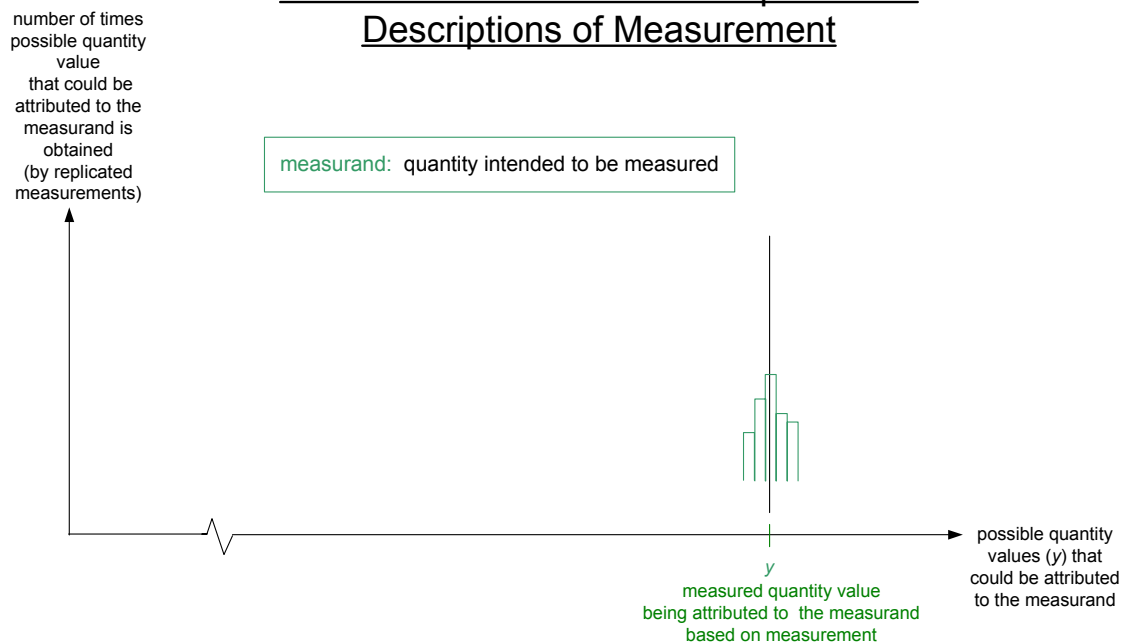 Descriptions of Measurement
number of times
possible quantity
value
that could be
attributed to the
measurand is
obtained
(by replicated
measurements)
measurand: quantity intended to be measured
possible quantity
values (y) that
could be attributed
to the measurand
y
measured quantity value
being attributed to the measurand
based on measurement